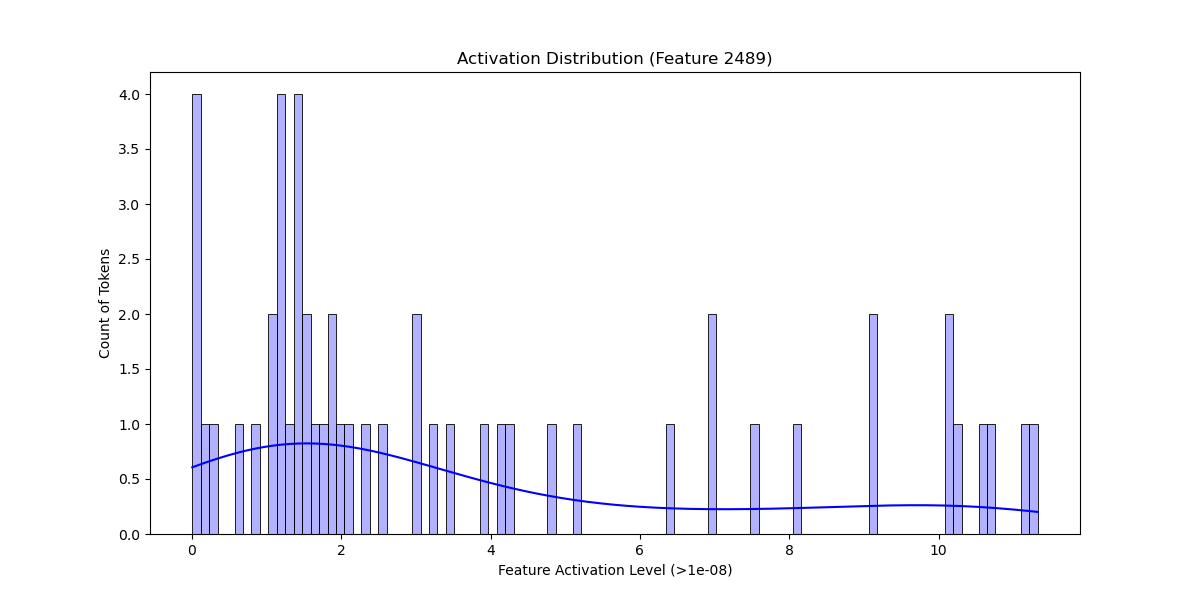 Activation Distribution (Feature 2489)
Count of Tokens
4.0
3.5
3.0
2.5
2.0
1.5
1.0
0.5
0.0
0 2 4 6 8 10
Feature Activation Level (>1e-08)